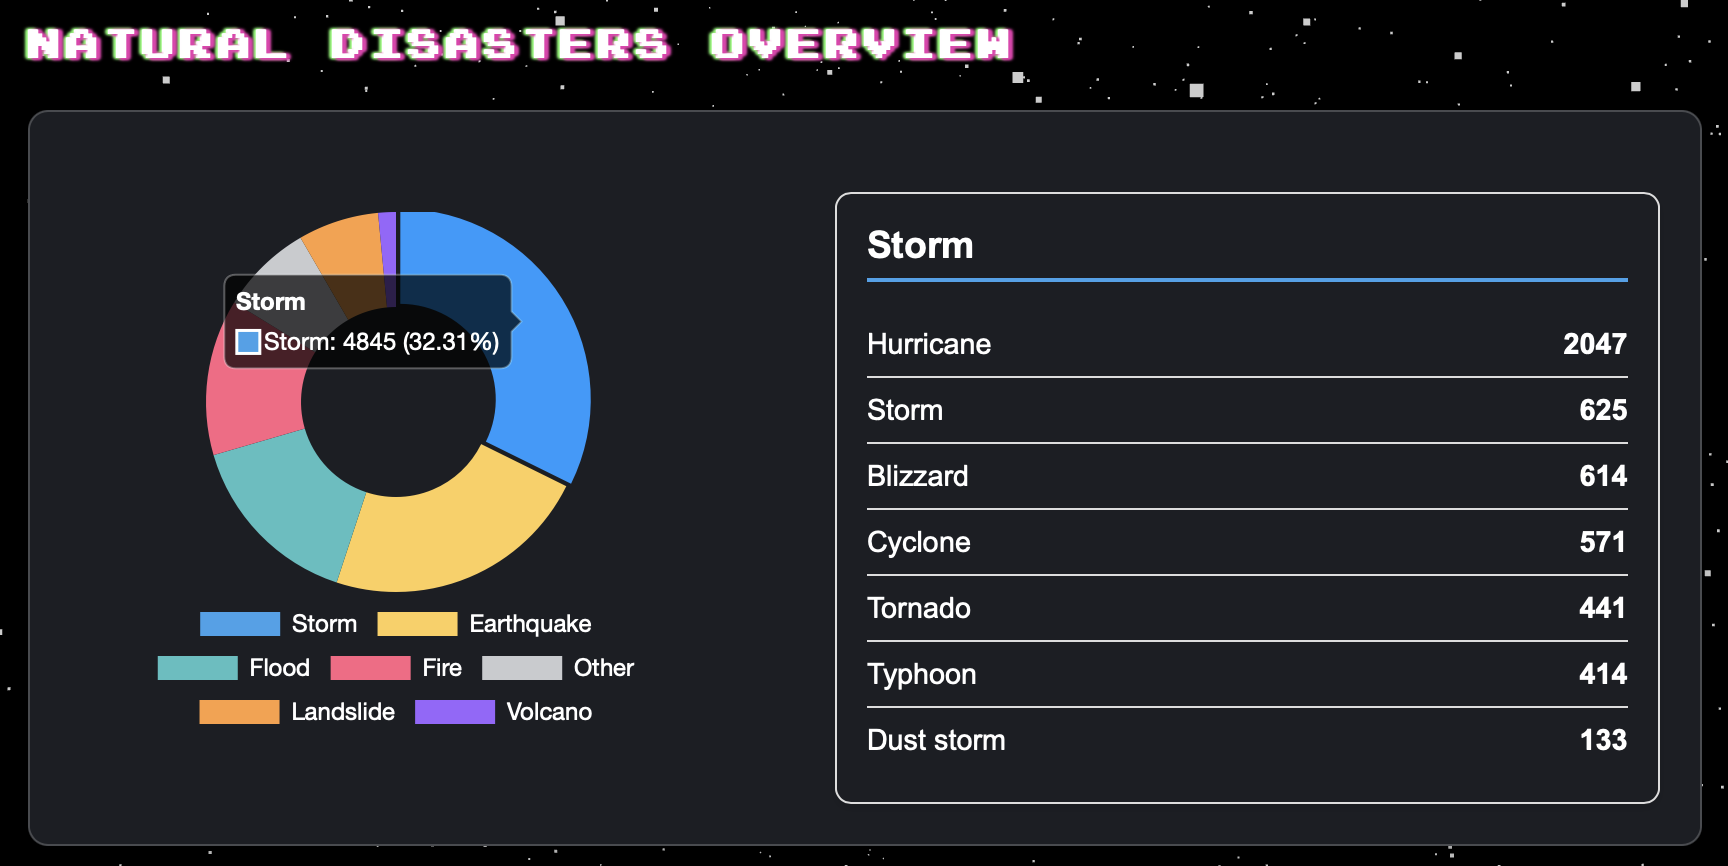 NATURAL DISASTERS OVERVIEW
Storm
Storm: 4845 (32.31%)
Storm Earthquake
Flood Fire Other
Landslide Volcano
Storm
Hurricane 2047
Storm 625
Blizzard 614
Cyclone 571
Tornado 441
Typhoon 414
Dust storm 133